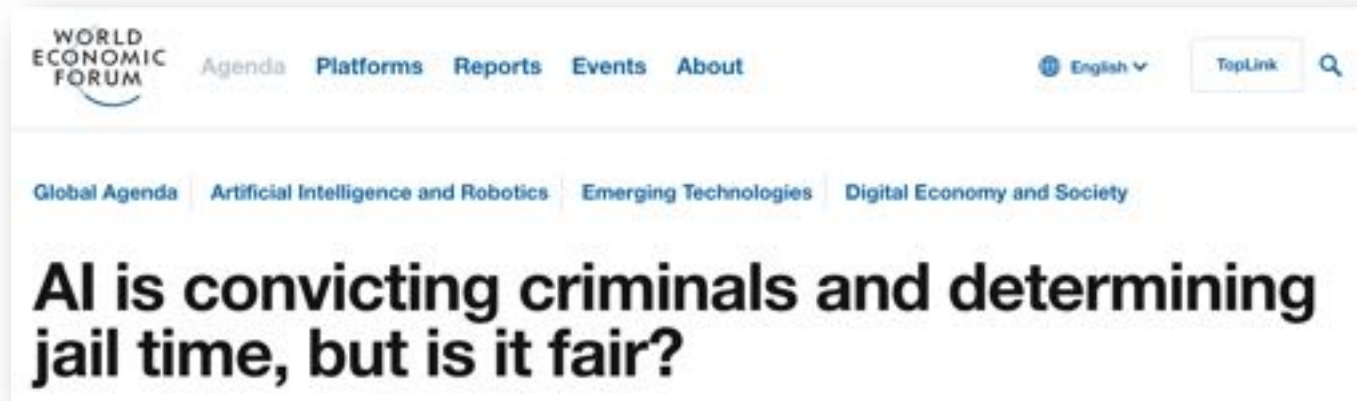 WORLD
ECONOMIC
FORUM
Agenda Platforms Reports Events About English TopLink
Global Agenda Artificial Intelligence and Robotics Emerging Technologies Digital Economy and Society
AI is convicting criminals and determining
jail time, but is it fair?